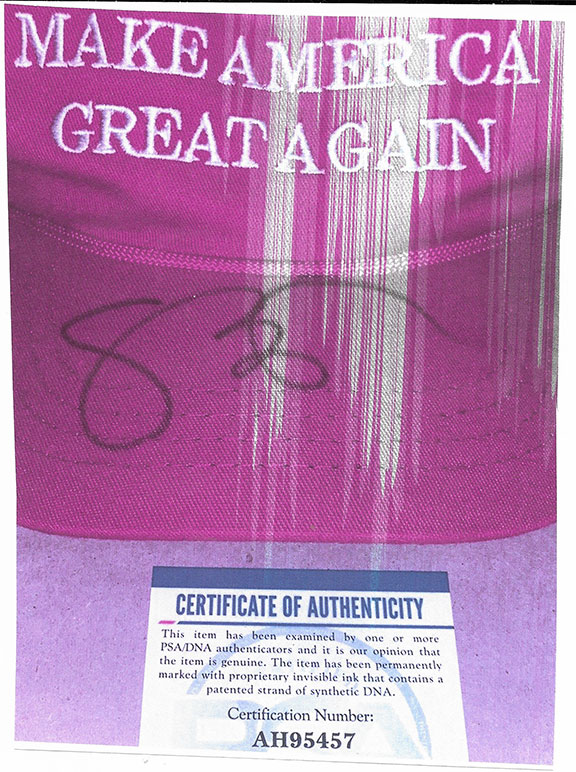 MAKE AMERICA
GREAT AGAIN
CERTIFICATE OF AUTHENTICITY
This item has been examined by one or more
PSA/DNA authenticators and it is our opinion that
the item is genuine. The item has been permanently
marked with proprietary invisible ink that contains a
patented strand of synthetic DNA.
Certification Number:
AH95457